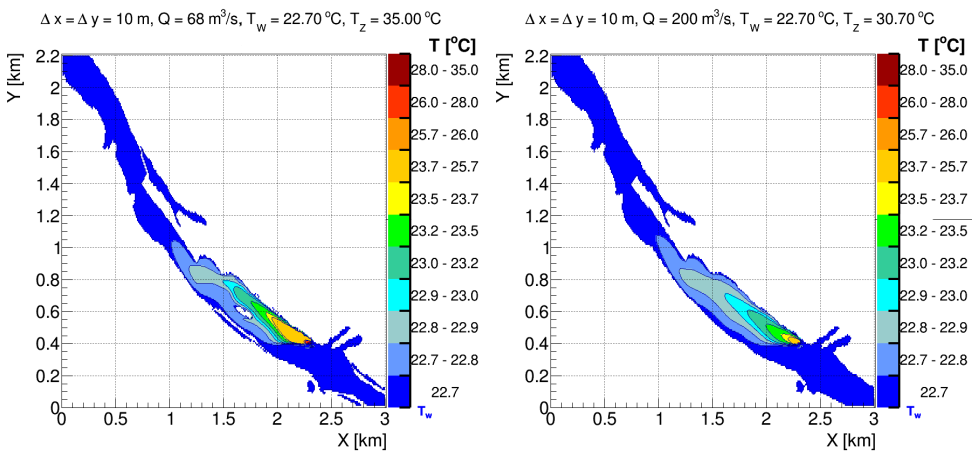 Δ x = Δ y = 10 m, Q = 68 m³/s, T_W = 22.70 °C, T_Z = 35.00 °C
T [°C]
Y [km]
2.2
2
1.8
1.6
1.4
1.2
1
0.8
0.6
0.4
0.2
0
0 0.5 1 1.5 2 2.5 3
X [km]
28.0 - 35.0
26.0 - 28.0
25.7 - 26.0
23.7 - 25.7
23.5 - 23.7
23.2 - 23.5
23.0 - 23.2
22.9 - 23.0
22.8 - 22.9
22.7 - 22.8
22.7
T_w
Δ x = Δ y = 10 m, Q = 200 m³/s, T_W = 22.70 °C, T_Z = 30.70 °C
T [°C]
Y [km]
2.2
2
1.8
1.6
1.4
1.2
1
0.8
0.6
0.4
0.2
0
0 0.5 1 1.5 2 2.5 3
X [km]
28.0 - 35.0
26.0 - 28.0
25.7 - 26.0
23.7 - 25.7
23.5 - 23.7
23.2 - 23.5
23.0 - 23.2
22.9 - 23.0
22.8 - 22.9
22.7 - 22.8
22.7
T_w